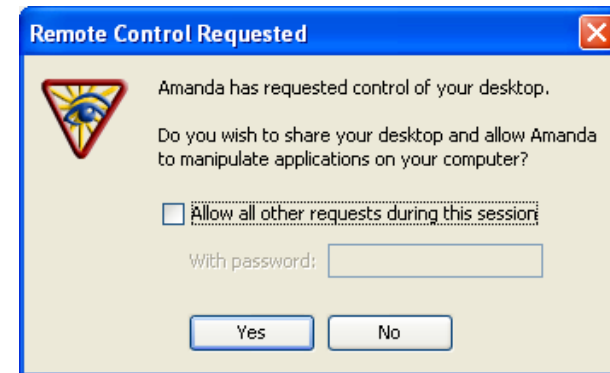 Remote Control Requested
Amanda has requested control of your desktop.
Do you wish to share your desktop and allow Amanda
to manipulate applications on your computer?
Allow all other requests during this session
With password:
Yes
No